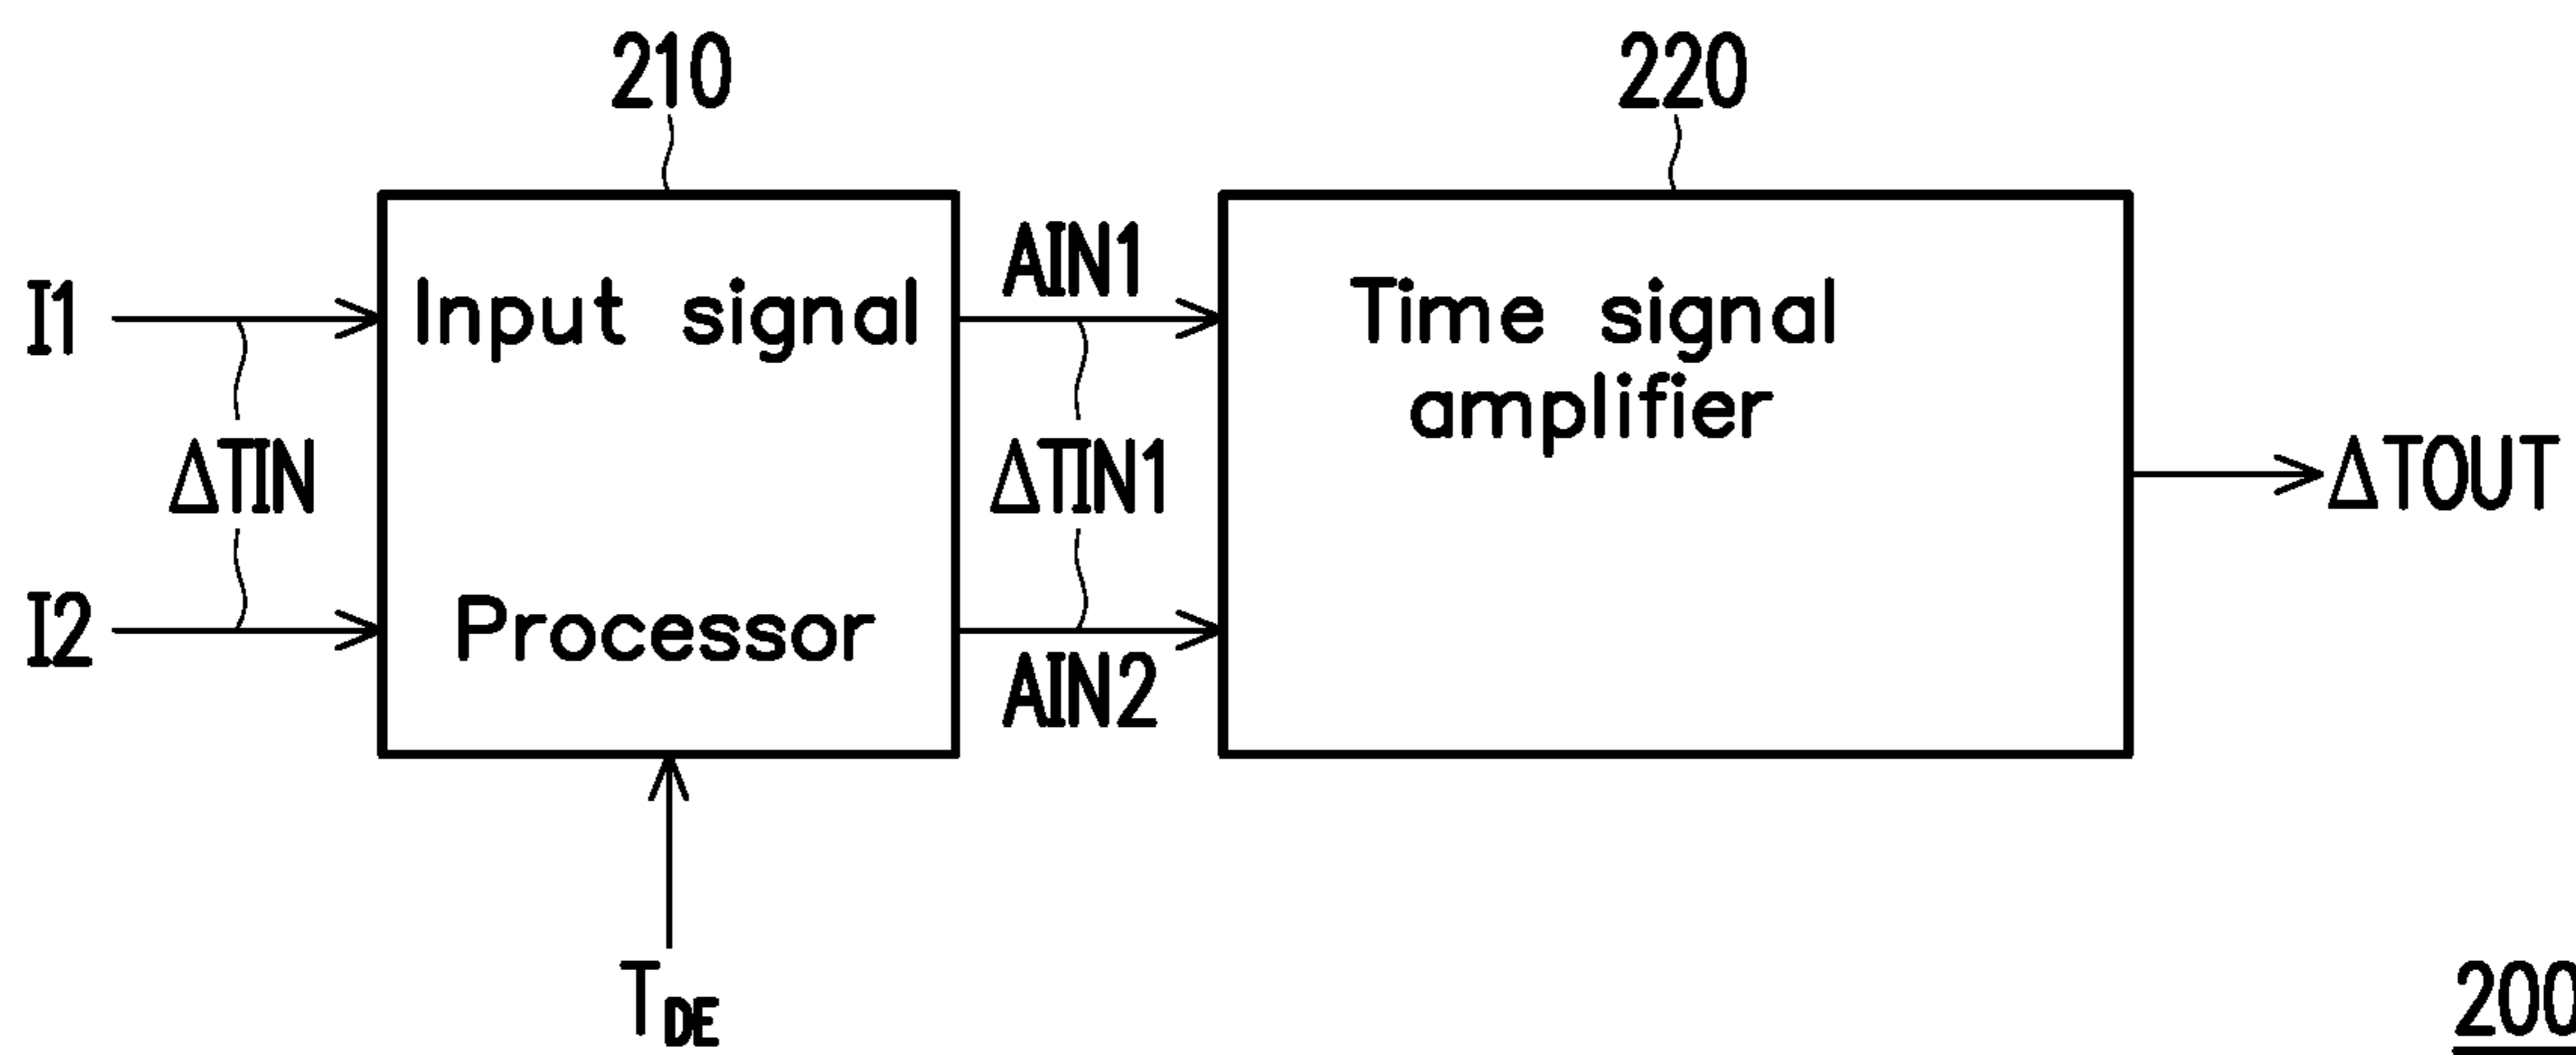 210
220
I1
Input signal
AIN1
Time signal
amplifier
ΔTIN
ΔTIN1
ΔTOUT
I2
Processor
AIN2
TDE
200